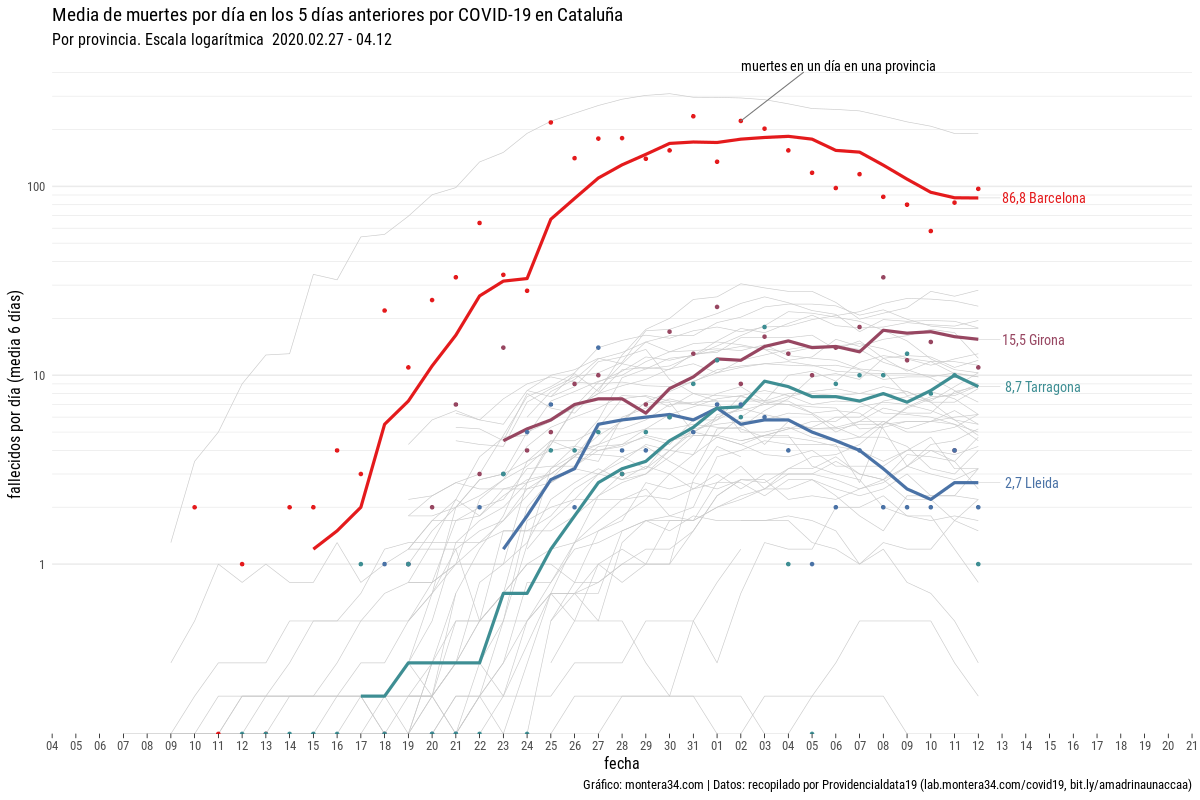 Media de muertes por día en los 5 días anteriores por COVID-19 en Cataluña
Por provincia. Escala logarítmica  2020.02.27 - 04.12
muertes en un día en una provincia
fallecidos por día (media 6 días)
100
10
1
86,8 Barcelona
15,5 Girona
8,7 Tarragona
2,7 Lleida
04 05 06 07 08 09 10 11 12 13 14 15 16 17 18 19 20 21 22 23 24 25 26 27 28 29 30 31 01 02 03 04 05 06 07 08 09 10 11 12 13 14 15 16 17 18 19 20 21
fecha
Gráfico: montera34.com | Datos: recopilado por Providencialdata19 (lab.montera34.com/covid19, bit.ly/amadrinaunaccaa)